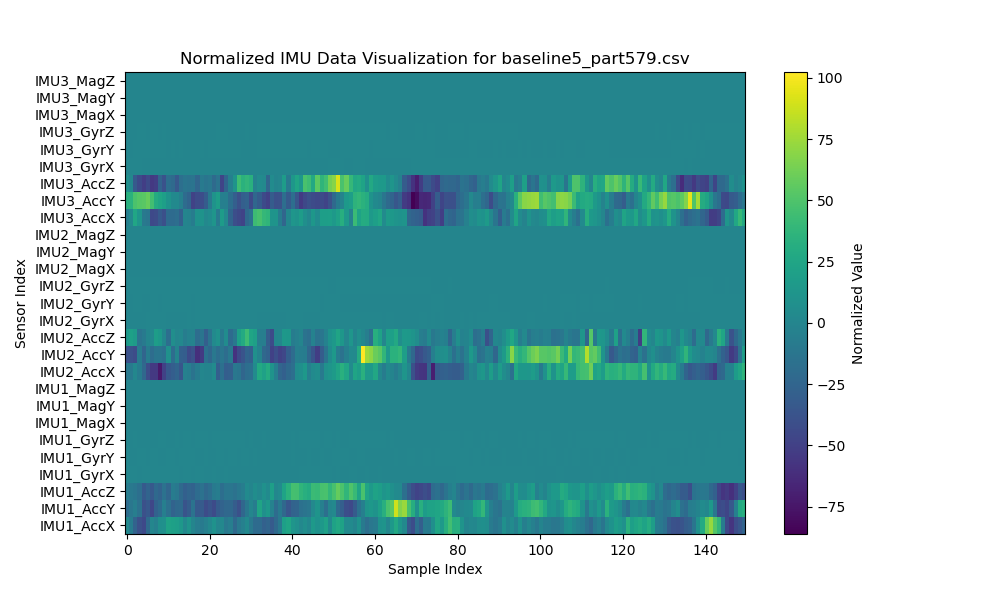 Normalized IMU Data Visualization for baseline5_part579.csv
IMU3_MagZ
IMU3_MagY
IMU3_MagX
IMU3_GyrZ
IMU3_GyrY
IMU3_GyrX
IMU3_AccZ
IMU3_AccY
IMU3_AccX
IMU2_MagZ
IMU2_MagY
IMU2_MagX
IMU2_GyrZ
IMU2_GyrY
IMU2_GyrX
IMU2_AccZ
IMU2_AccY
IMU2_AccX
IMU1_MagZ
IMU1_MagY
IMU1_MagX
IMU1_GyrZ
IMU1_GyrY
IMU1_GyrX
IMU1_AccZ
IMU1_AccY
IMU1_AccX
Sensor Index
0 20 40 60 80 100 120 140
Sample Index
100
75
50
25
0
−25
−50
−75
Normalized Value